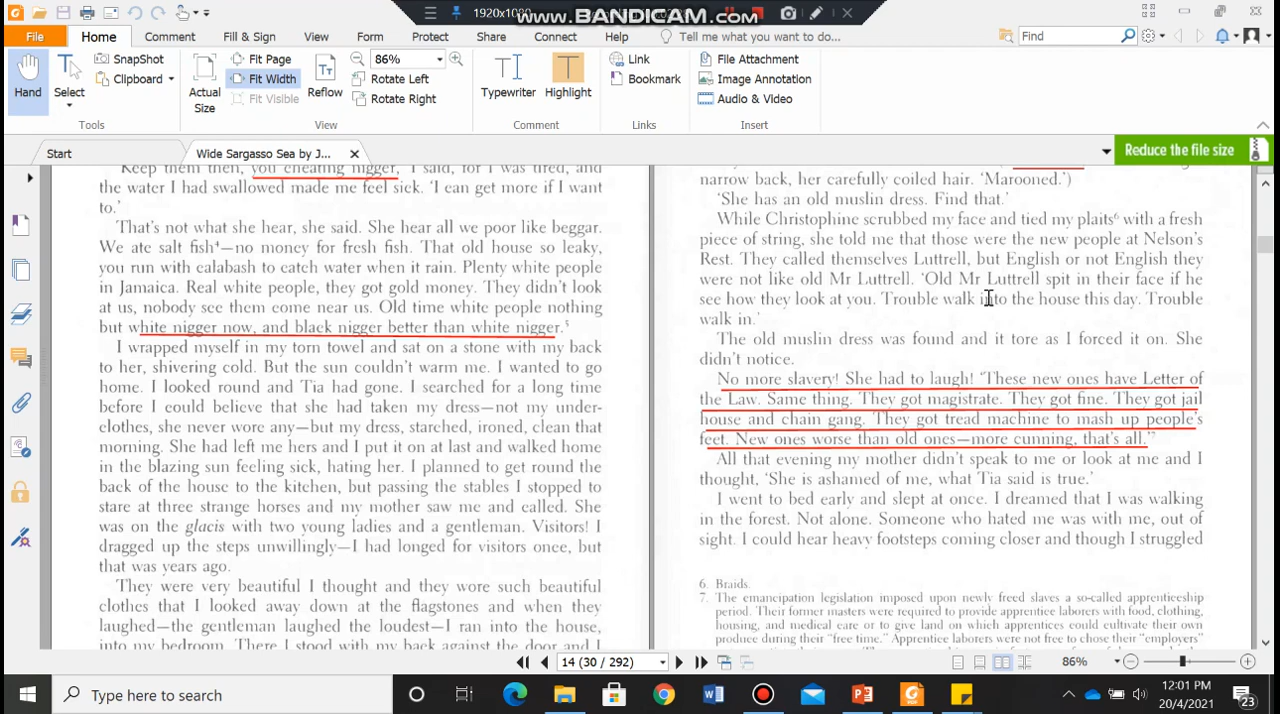 1920x1080
www.BANDICAM.com
File Home Comment Fill & Sign View Form Protect Share Connect Help Tell me what you want to do... Find
Hand
Select
SnapShot
Clipboard
Tools
Actual
Size
Fit Page
Fit Width
Fit Visible
Reflow
86%
Rotate Left
Rotate Right
View
Typewriter
Highlight
Comment
Link
Bookmark
Links
File Attachment
Image Annotation
Audio & Video
Insert
Start
Wide Sargasso Sea by J...
Reduce the file size
'Keep them then, you cheating nigger,' I said, for I was tired, and
the water I had swallowed made me feel sick. 'I can get more if I want
to.'
That's not what she hear, she said. She hear all we poor like beggar.
We ate salt fish⁴—no money for fresh fish. That old house so leaky,
you run with calabash to catch water when it rain. Plenty white people
in Jamaica. Real white people, they got gold money. They didn't look
at us, nobody see them come near us. Old time white people nothing
but white nigger now, and black nigger better than white nigger.⁵
I wrapped myself in my torn towel and sat on a stone with my back
to her, shivering cold. But the sun couldn't warm me. I wanted to go
home. I looked round and Tia had gone. I searched for a long time
before I could believe that she had taken my dress—not my under-
clothes, she never wore any—but my dress, starched, ironed, clean that
morning. She had left me hers and I put it on at last and walked home
in the blazing sun feeling sick, hating her. I planned to get round the
back of the house to the kitchen, but passing the stables I stopped to
stare at three strange horses and my mother saw me and called. She
was on the glacis with two young ladies and a gentleman. Visitors! I
dragged up the steps unwillingly—I had longed for visitors once, but
that was years ago.
They were very beautiful I thought and they wore such beautiful
clothes that I looked away down at the flagstones and when they
laughed—the gentleman laughed the loudest—I ran into the house,
into my bedroom. There I stood with my back against the door and I
narrow back, her carefully coiled hair. 'Marooned.')
'She has an old muslin dress. Find that.'
While Christophine scrubbed my face and tied my plaits⁶ with a fresh
piece of string, she told me that those were the new people at Nelson's
Rest. They called themselves Luttrell, but English or not English they
were not like old Mr Luttrell. 'Old Mr Luttrell spit in their face if he
see how they look at you. Trouble walk into the house this day. Trouble
walk in.'
The old muslin dress was found and it tore as I forced it on. She
didn't notice.
No more slavery! She had to laugh! 'These new ones have Letter of
the Law. Same thing. They got magistrate. They got fine. They got jail
house and chain gang. They got tread machine to mash up people's
feet. New ones worse than old ones—more cunning, that's all.'⁷
All that evening my mother didn't speak to me or look at me and I
thought, 'She is ashamed of me, what Tia said is true.'
I went to bed early and slept at once. I dreamed that I was walking
in the forest. Not alone. Someone who hated me was with me, out of
sight. I could hear heavy footsteps coming closer and though I struggled
6. Braids.
7. The emancipation legislation imposed upon newly freed slaves a so-called apprenticeship
period. Their former masters were required to provide apprentice laborers with food, clothing,
housing, and medical care or to give land on which apprentices could cultivate their own
produce during their "free time." Apprentice laborers were not free to chose their "employers"
14 (30 / 292)
86%
Type here to search
12:01 PM
20/4/2021
23